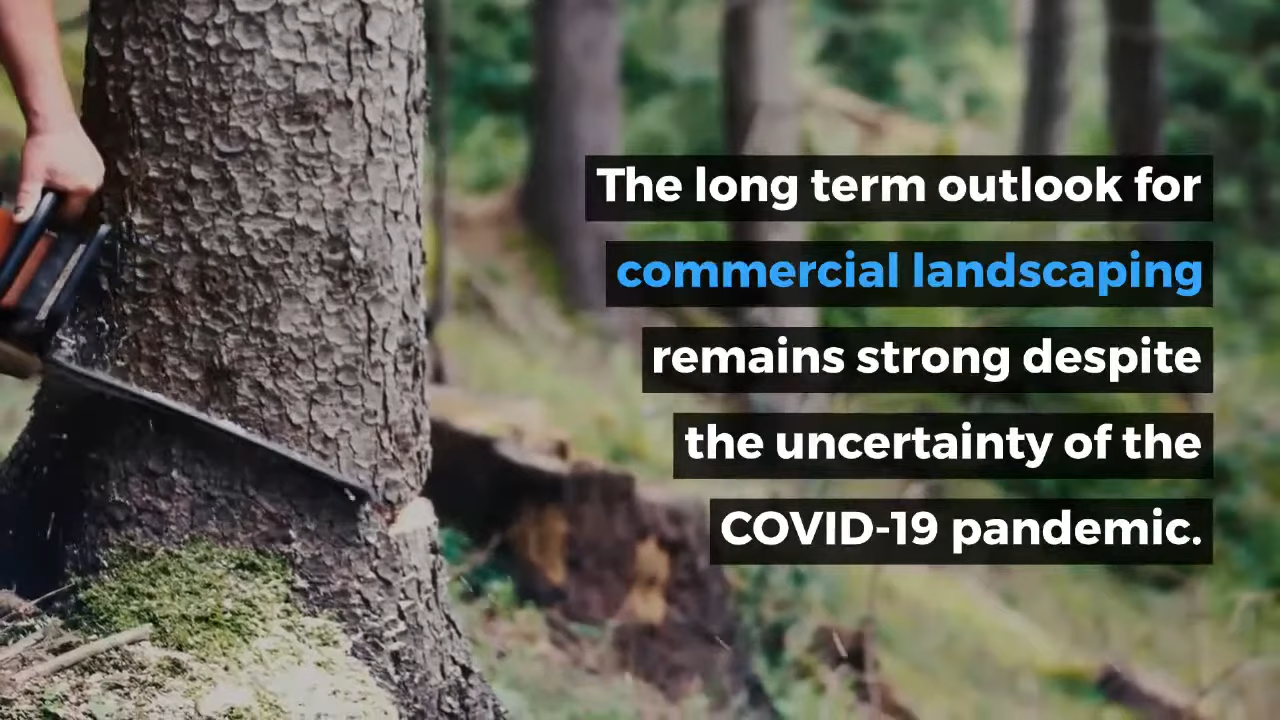 The long term outlook for
commercial landscaping
remains strong despite
the uncertainty of the
COVID-19 pandemic.